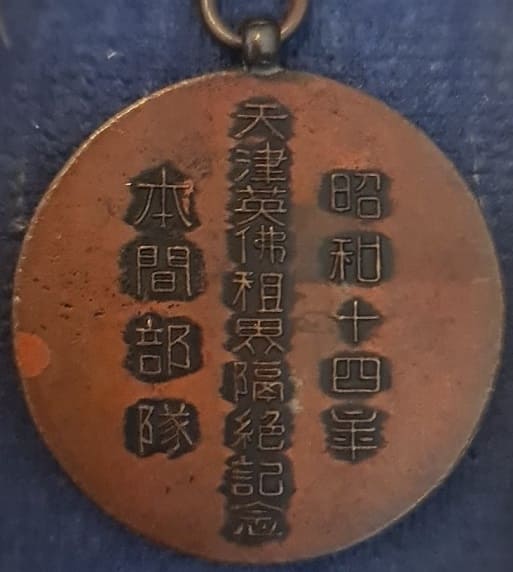 昭和十四年
天津英佛租界隔絶記念
本間部隊